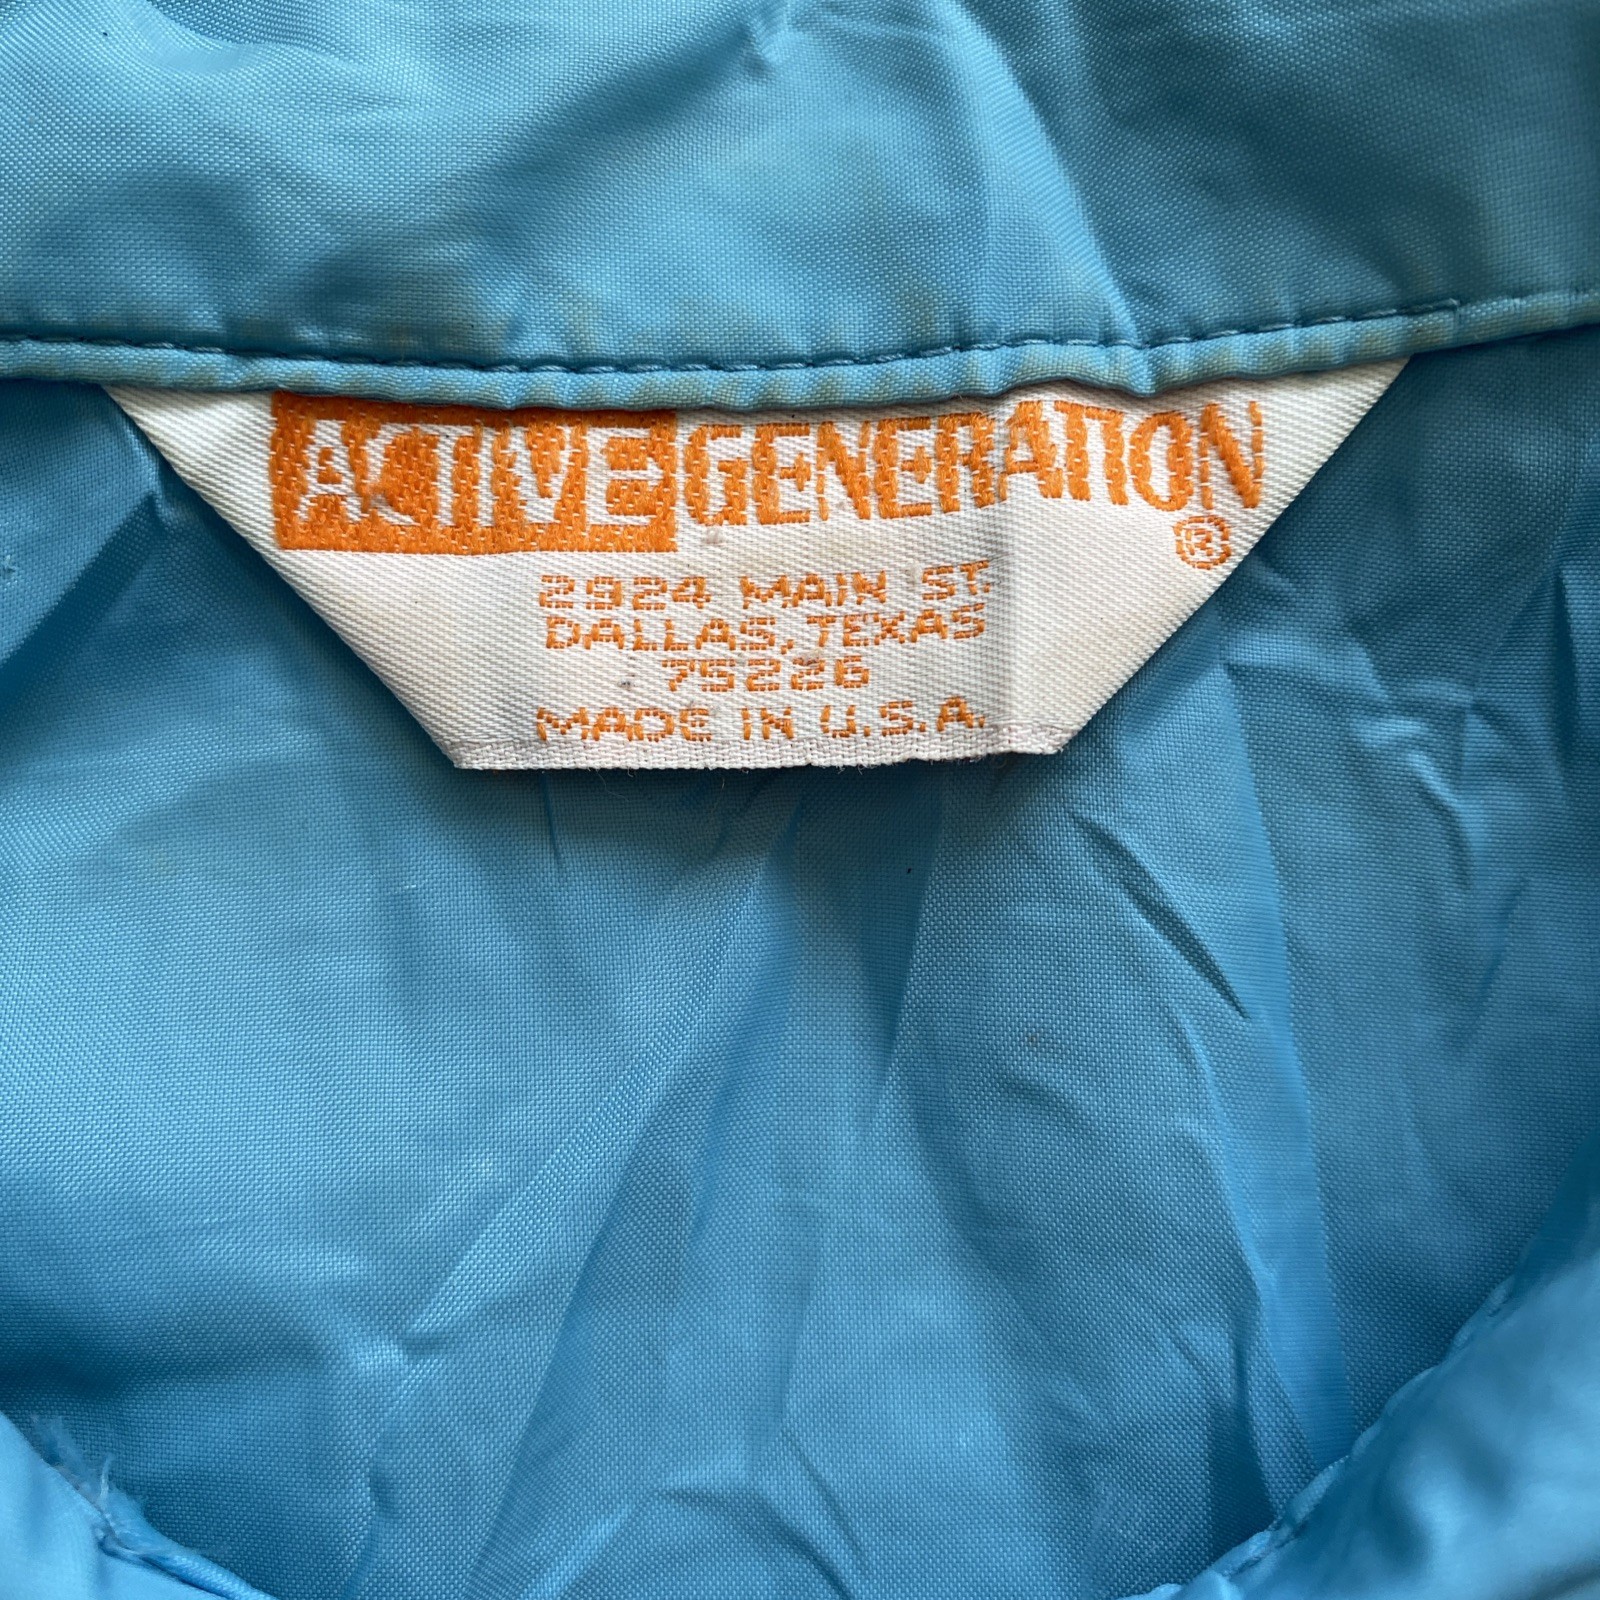 ACTIVE GENERATION ®
2924 MAIN ST.
DALLAS, TEXAS
75226
MADE IN U.S.A.